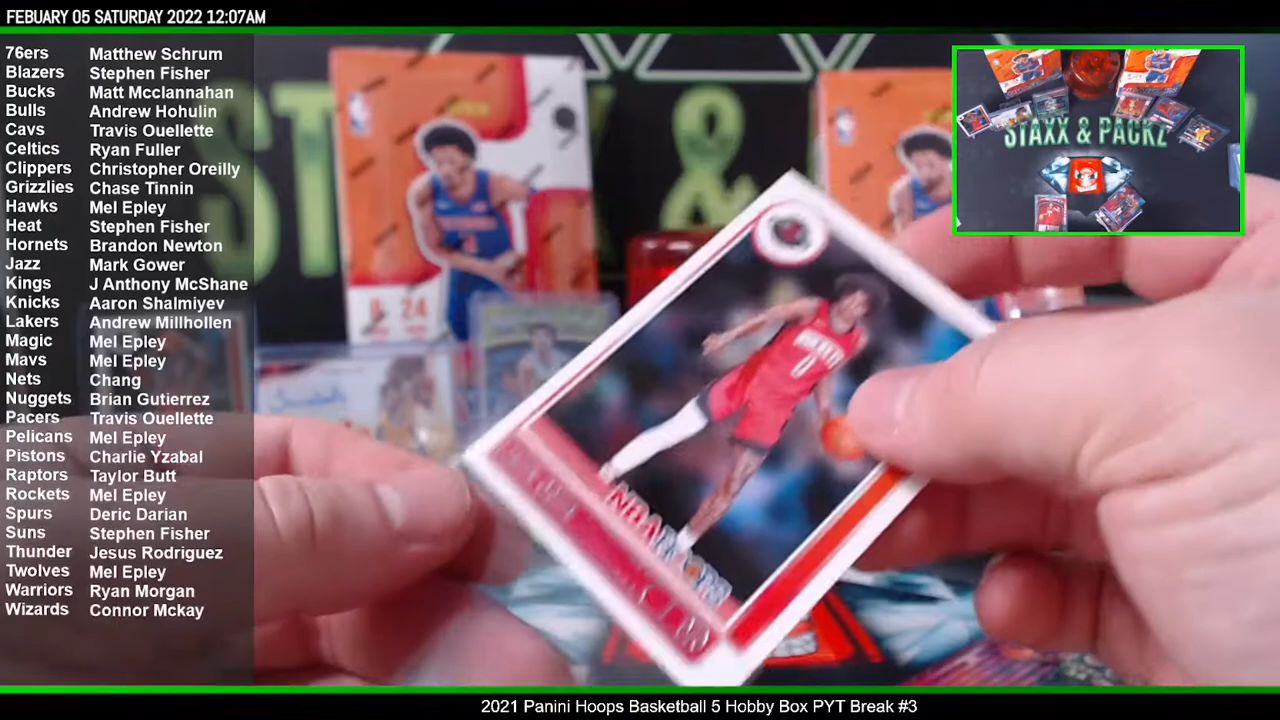 FEBUARY 05 SATURDAY 2022 12:07AM
76ers Matthew Schrum
Blazers Stephen Fisher
Bucks Matt Mcclannahan
Bulls Andrew Hohulin
Cavs Travis Ouellette
Celtics Ryan Fuller
Clippers Christopher Oreilly
Grizzlies Chase Tinnin
Hawks Mel Epley
Heat Stephen Fisher
Hornets Brandon Newton
Jazz Mark Gower
Kings J Anthony McShane
Knicks Aaron Shalmiyev
Lakers Andrew Millhollen
Magic Mel Epley
Mavs Mel Epley
Nets Chang
Nuggets Brian Gutierrez
Pacers Travis Ouellette
Pelicans Mel Epley
Pistons Charlie Yzabal
Raptors Taylor Butt
Rockets Mel Epley
Spurs Deric Darian
Suns Stephen Fisher
Thunder Jesus Rodriguez
Twolves Mel Epley
Warriors Ryan Morgan
Wizards Connor Mckay
STAXX & PACKZ
NBA HOOPS
2021 Panini Hoops Basketball 5 Hobby Box PYT Break #3